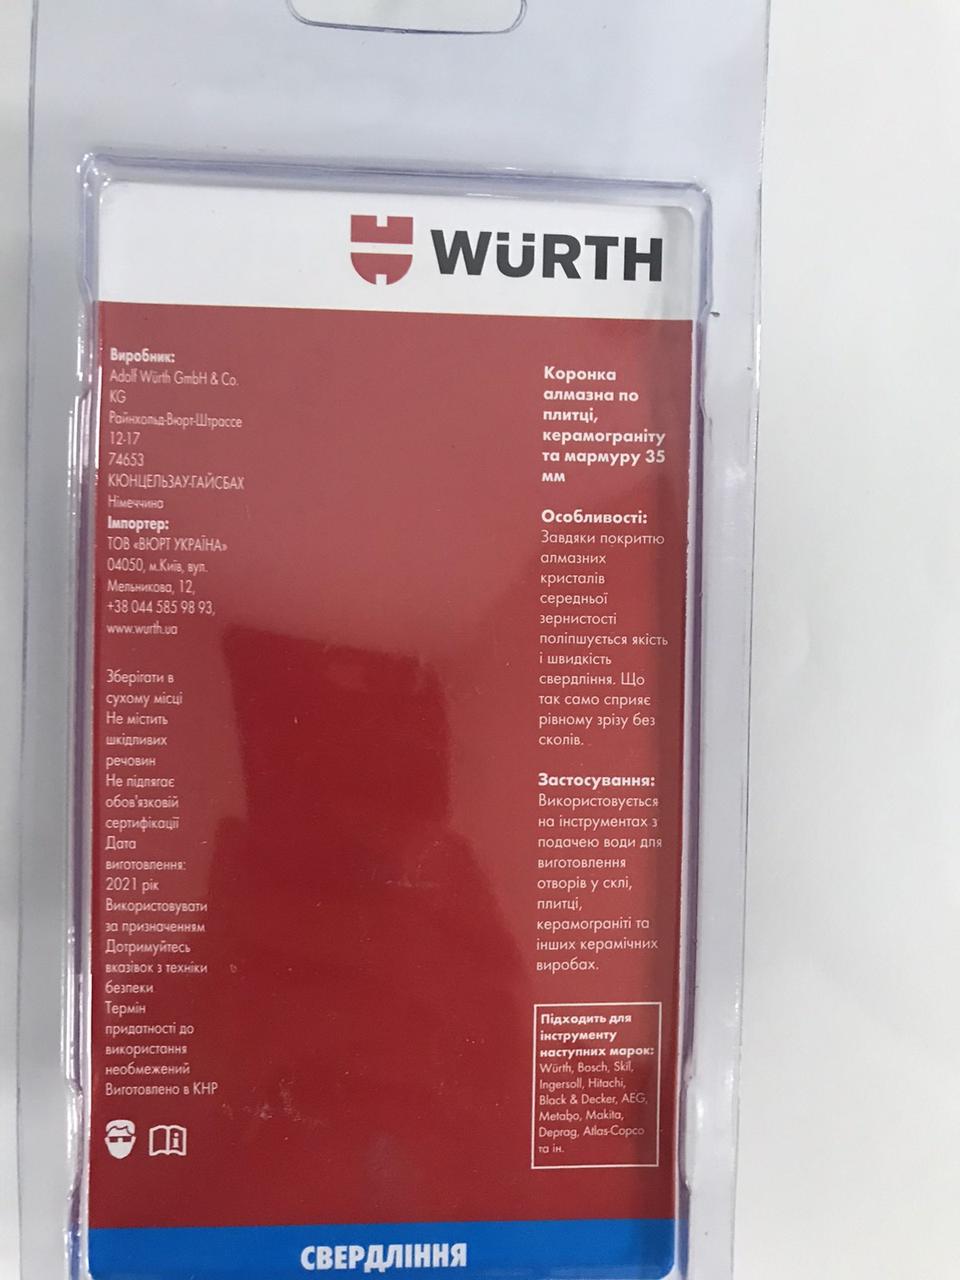 WÜRTH
Виробник:
Adolf Würth GmbH & Co.
KG
Райнхольд-Вюрт-Штрассе
12-17
74653
КЮНЦЕЛЬЗАУ-ГАЙСБАХ
Німеччина
Імпортер:
ТОВ «ВЮРТ УКРАЇНА»
04050, м.Київ, вул.
Мельникова, 12,
+38 044 585 98 93,
www.wurth.ua
Зберігати в
сухому місці
Не містить
шкідливих
речовин
Не підлягає
обов'язковій
сертифікації
Дата
виготовлення:
2021 рік
Використовувати
за призначенням
Дотримуйтесь
вказівок з техніки
безпеки
Термін
придатності до
використання
необмежений
Виготовлено в КНР
Коронка
алмазна по
плитці,
керамограніту
та мармуру 35
мм
Особливості:
Завдяки покриттю
алмазних
кристалів
середньої
зернистості
поліпшується якість
і швидкість
свердління. Що
так само сприяє
рівному зрізу без
сколів.
Застосування:
Використовується
на інструментах з
подачею води для
виготовлення
отворів у склі,
плитці,
керамограніті та
інших керамічних
виробах.
Підходить для
інструменту
наступних марок:
Würth, Bosch, Skil,
Ingersoll, Hitachi,
Black & Decker, AEG,
Metabo, Makita,
Deprag, Atlas-Copco
та ін.
СВЕРДЛІННЯ